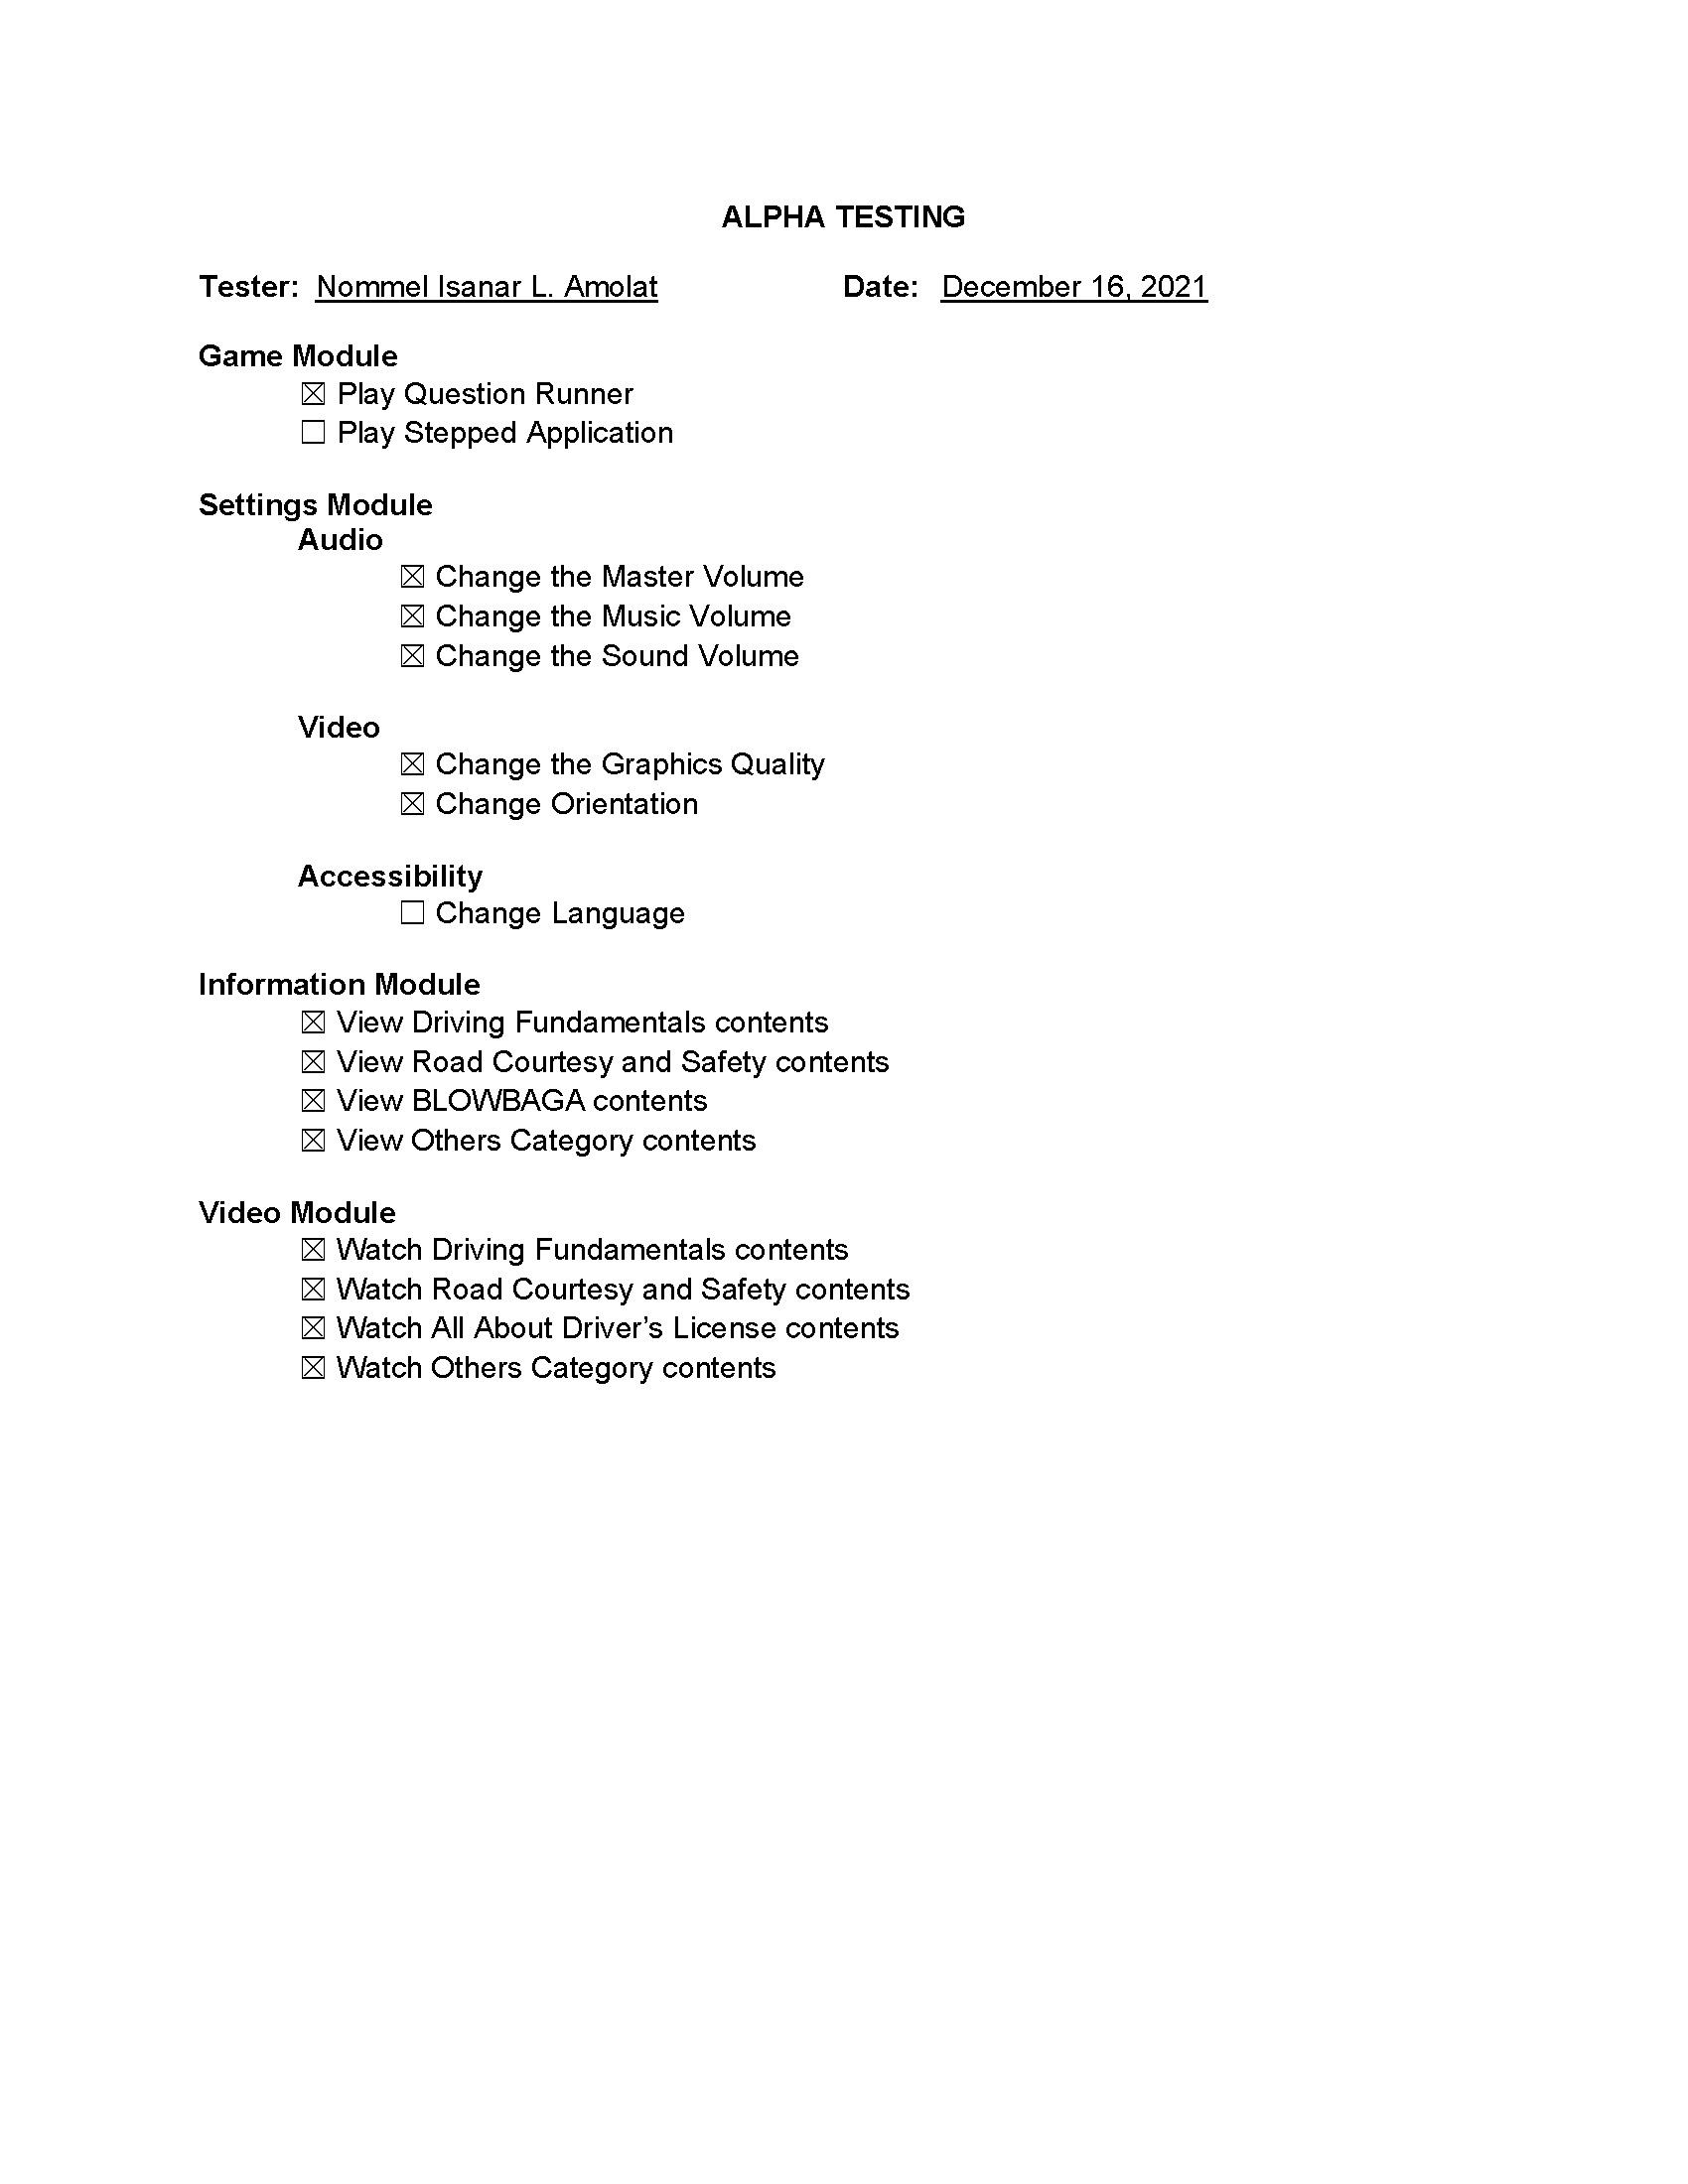 ALPHA TESTING
Tester: Nommel Isanar L. Amolat Date: December 16, 2021
Game Module
☒ Play Question Runner
☐ Play Stepped Application
Settings Module
Audio
☒ Change the Master Volume
☒ Change the Music Volume
☒ Change the Sound Volume
Video
☒ Change the Graphics Quality
☒ Change Orientation
Accessibility
☐ Change Language
Information Module
☒ View Driving Fundamentals contents
☒ View Road Courtesy and Safety contents
☒ View BLOWBAGA contents
☒ View Others Category contents
Video Module
☒ Watch Driving Fundamentals contents
☒ Watch Road Courtesy and Safety contents
☒ Watch All About Driver’s License contents
☒ Watch Others Category contents